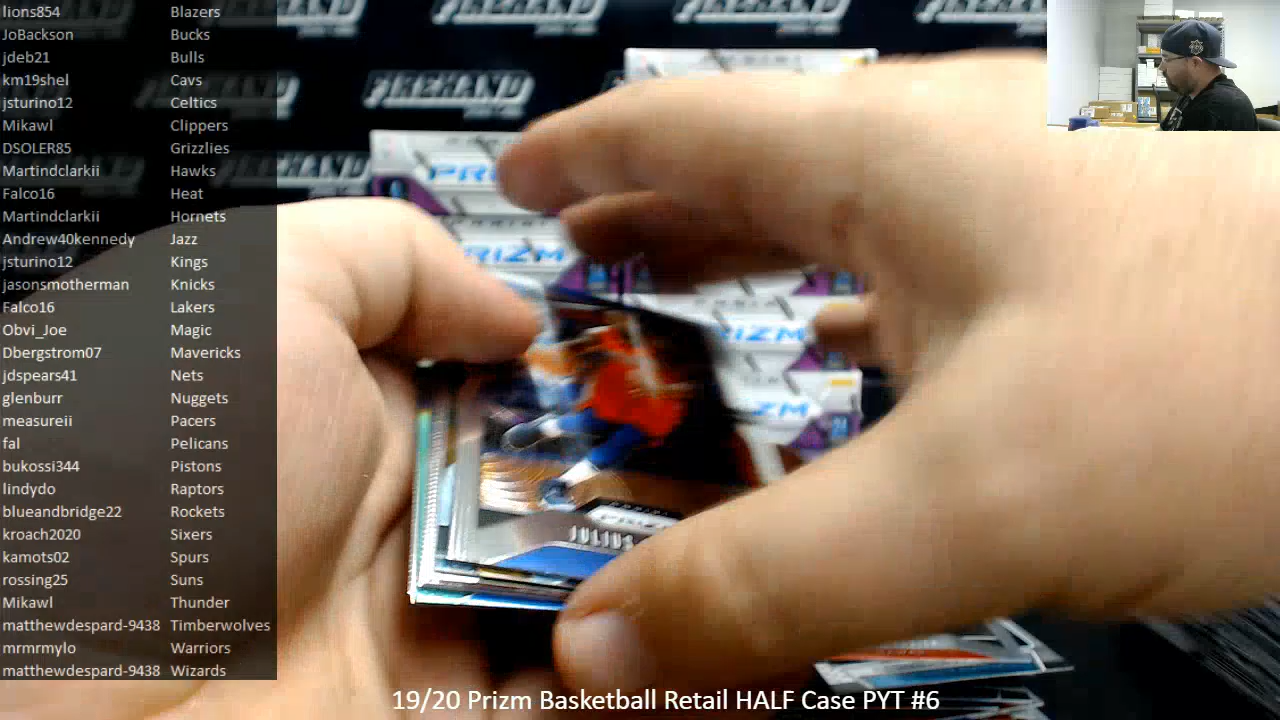 lions854 Blazers
JoBackson Bucks
jdeb21 Bulls
km19shel Cavs
jsturino12 Celtics
Mikawl Clippers
DSOLER85 Grizzlies
Martindclarkii Hawks
Falco16 Heat
Martindclarkii Hornets
Andrew40kennedy Jazz
jsturino12 Kings
jasonsmotherman Knicks
Falco16 Lakers
Obvi_Joe Magic
Dbergstrom07 Mavericks
jdspears41 Nets
glenburr Nuggets
measureii Pacers
fal Pelicans
bukossi344 Pistons
lindydo Raptors
blueandbridge22 Rockets
kroach2020 Sixers
kamots02 Spurs
rossing25 Suns
Mikawl Thunder
matthewdespard-9438 Timberwolves
mrmrmylo Warriors
matthewdespard-9438 Wizards
FIREHAND
JULIUS
19/20 Prizm Basketball Retail HALF Case PYT #6